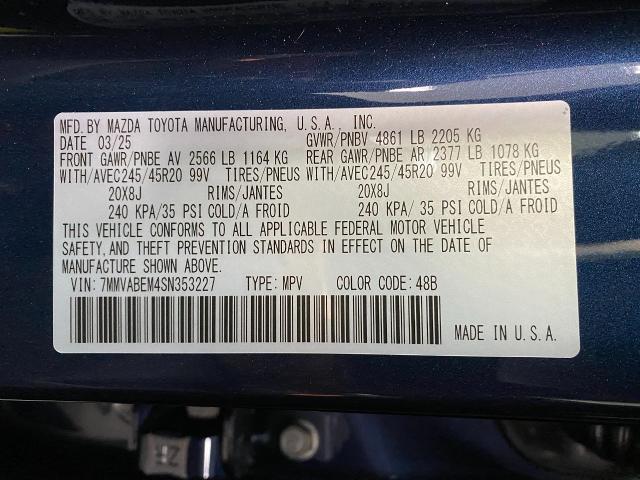 MFD. BY MAZDA TOYOTA MANUFACTURING, U.S.A., INC.
DATE 03/25 GVWR/PNBV 4861 LB 2205 KG
FRONT GAWR/PNBE AV 2566 LB 1164 KG REAR GAWR/PNBE AR 2377 LB 1078 KG
WITH/AVEC245/45R20 99V TIRES/PNEUS WITH/AVEC245/45R20 99V TIRES/PNEUS
20X8J RIMS/JANTES 20X8J RIMS/JANTES
240 KPA/35 PSI COLD/A FROID 240 KPA/ 35 PSI COLD/A FROID
THIS VEHICLE CONFORMS TO ALL APPLICABLE FEDERAL MOTOR VEHICLE
SAFETY, AND THEFT PREVENTION STANDARDS IN EFFECT ON THE DATE OF
MANUFACTURE SHOWN ABOVE.
VIN: 7MMVABEM4SN353227 TYPE: MPV COLOR CODE: 48B
MADE IN U.S.A.